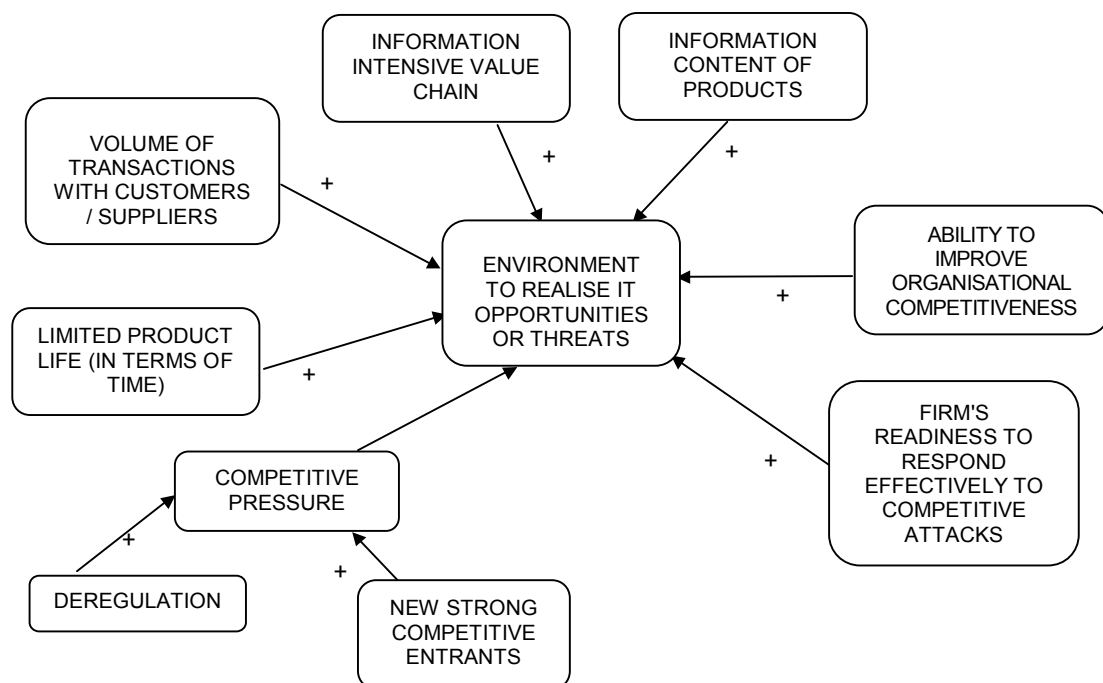 INFORMATION
INTENSIVE VALUE
CHAIN
INFORMATION
CONTENT OF
PRODUCTS
VOLUME OF
TRANSACTIONS
WITH CUSTOMERS
/ SUPPLIERS
+
+
+
ENVIRONMENT
TO REALISE IT
OPPORTUNITIES
OR THREATS
ABILITY TO
IMPROVE
ORGANISATIONAL
COMPETITIVENESS
+
LIMITED PRODUCT
LIFE (IN TERMS OF
TIME)
+
FIRM'S
READINESS TO
RESPOND
EFFECTIVELY TO
COMPETITIVE
ATTACKS
+
COMPETITIVE
PRESSURE
+
+
DEREGULATION
NEW STRONG
COMPETITIVE
ENTRANTS